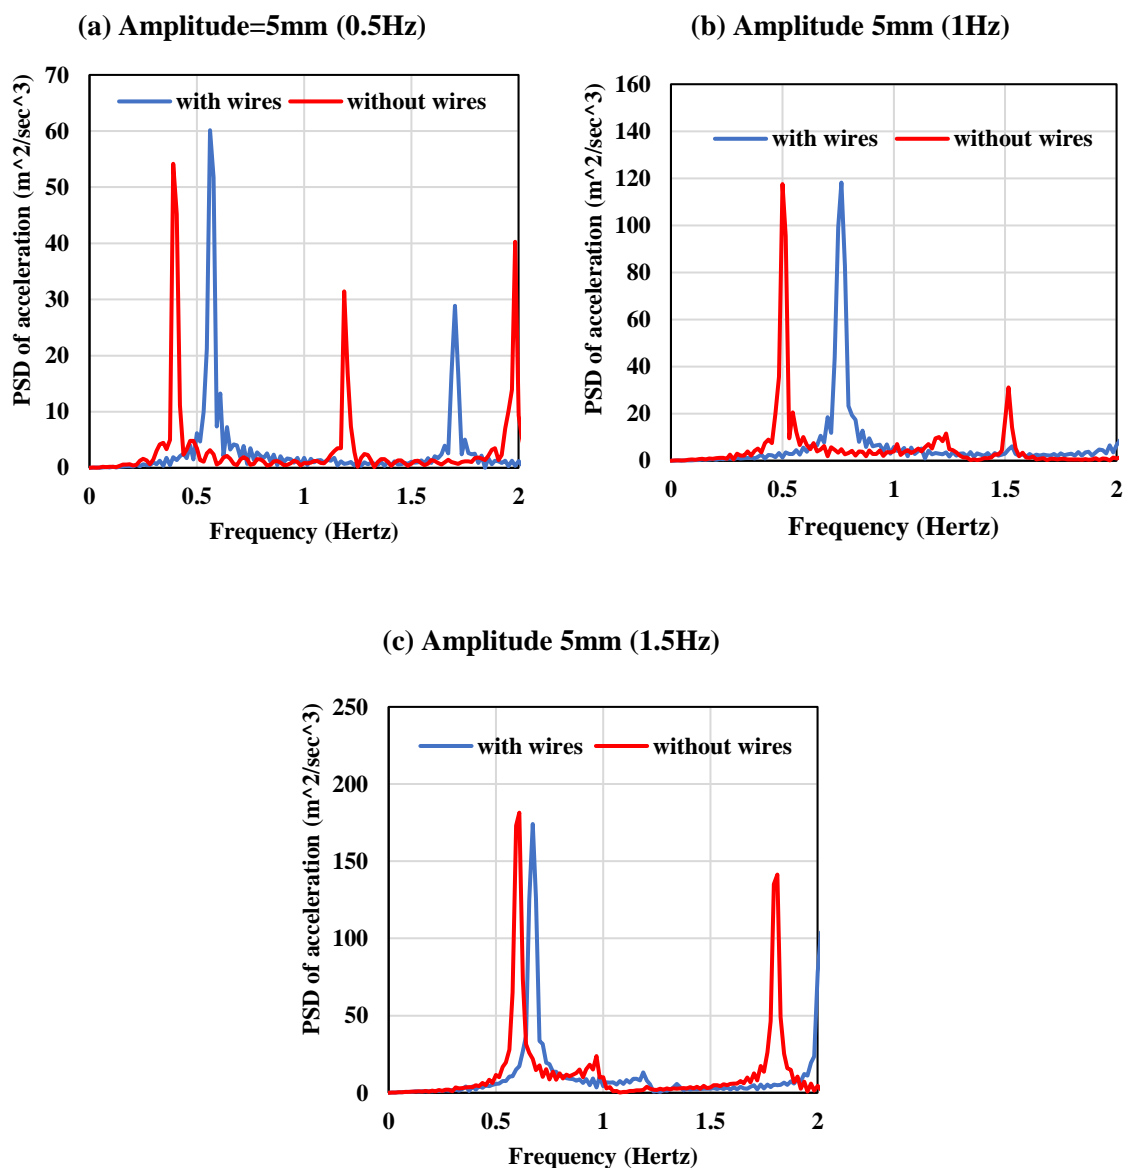 (a) Amplitude=5mm (0.5Hz)
PSD of acceleration (m^2/sec^3)
70
60
50
40
30
20
10
0
with wires
without wires
0
0.5
1
1.5
2
Frequency (Hertz)
(b) Amplitude 5mm (1Hz)
PSD of acceleration (m^2/sec^3)
160
140
120
100
80
60
40
20
0
with wires
without wires
0
0.5
1
1.5
2
Frequency (Hertz)
(c) Amplitude 5mm (1.5Hz)
PSD of acceleration (m^2/sec^3)
250
200
150
100
50
0
with wires
without wires
0
0.5
1
1.5
2
Frequency (Hertz)